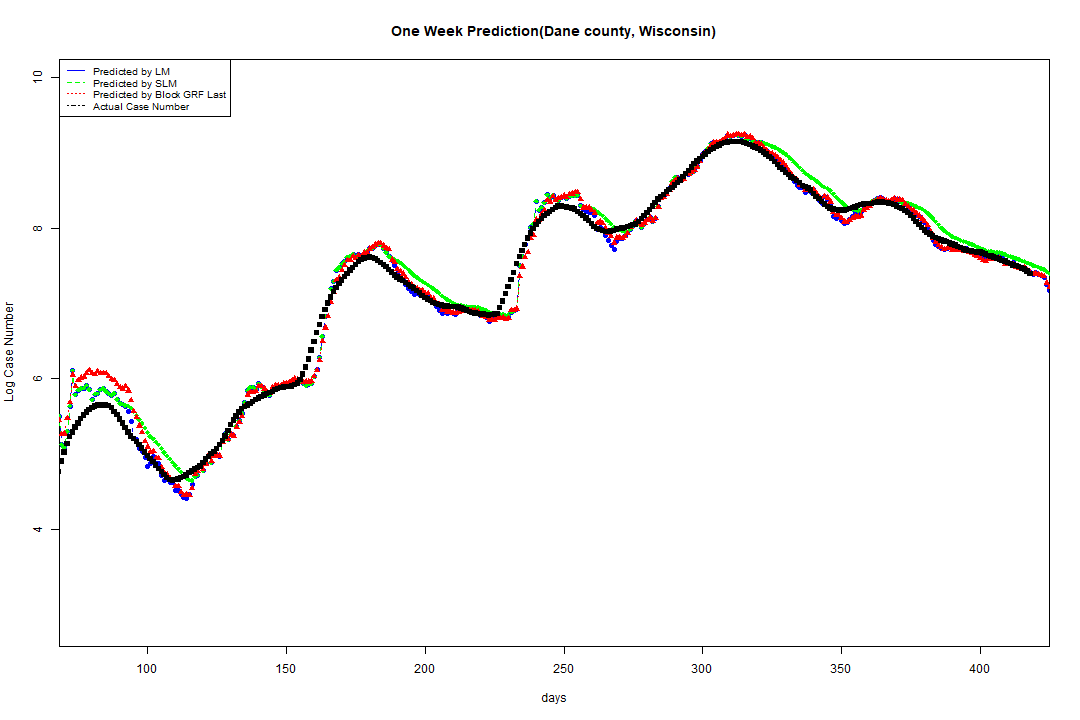 One Week Prediction(Dane county, Wisconsin)
Predicted by LM
Predicted by SLM
Predicted by Block GRF Last
Actual Case Number
10
8
6
4
Log Case Number
100 150 200 250 300 350 400
days